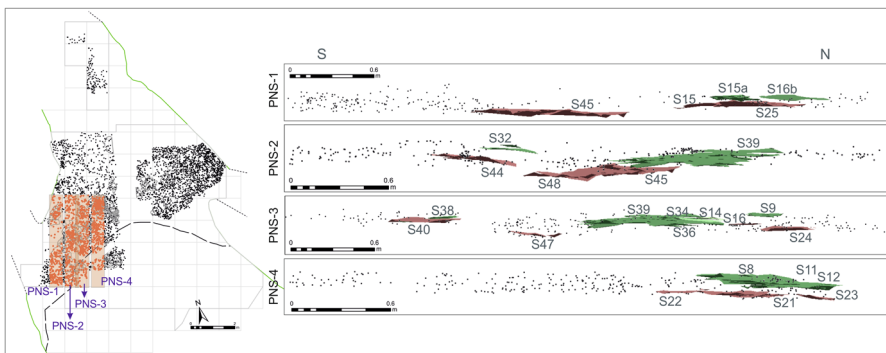 PNS-1
PNS-2
PNS-3
PNS-4
N
0 2
m
S N
PNS-1
0 0.6
m
S45
S15
S15a
S16b
S25
PNS-2
S32
S44
S48
S45
S39
0 0.6
m
PNS-3
S38
S40
S47
S39
S34
S14
S36
S16
S9
S24
0 0.6
m
PNS-4
S8
S11
S12
S22
S21
S23
0 0.6
m